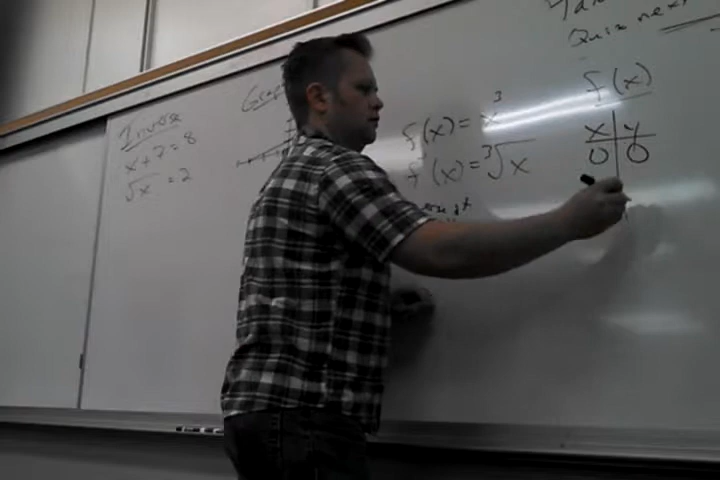 Inverse
x + 7 = 8
√x = 2
Graph
f(x) = x³
f(x) = ³√x
Quiz next
f(x)
x | y
0 | 0